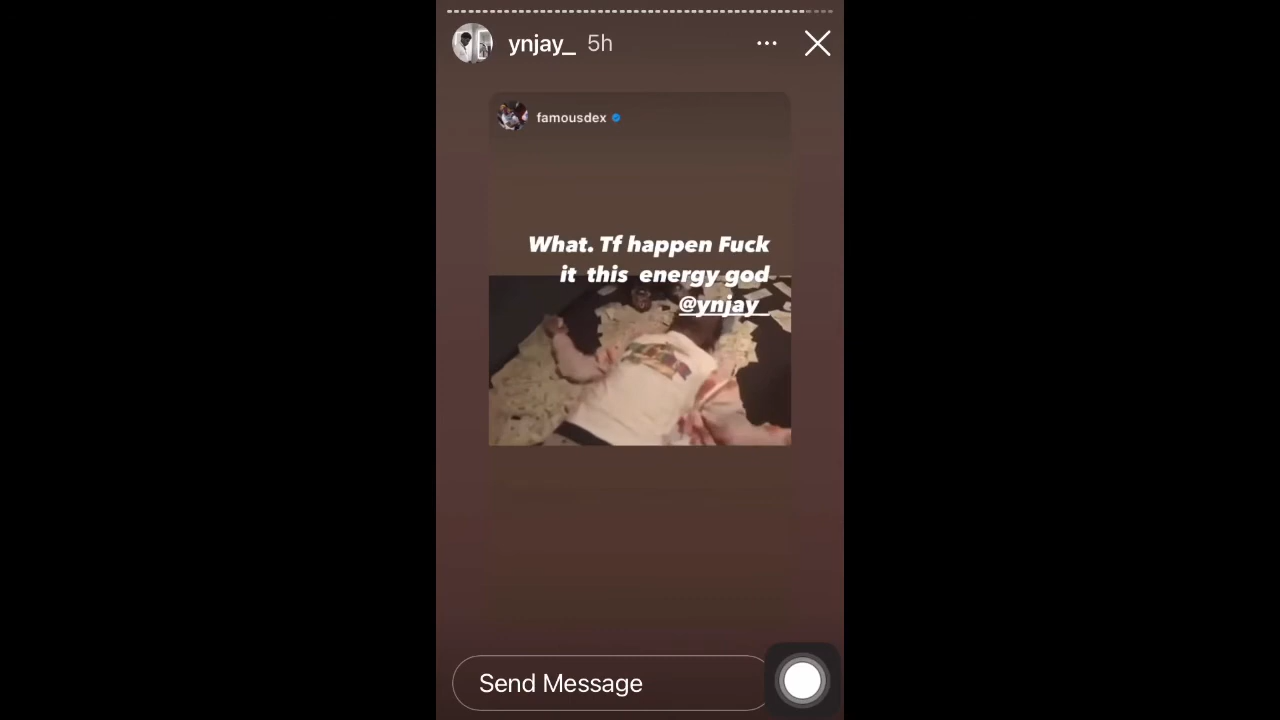 ynjay_ 5h
famousdex
What. Tf happen Fuck
it this energy god
@ynjay_
Send Message